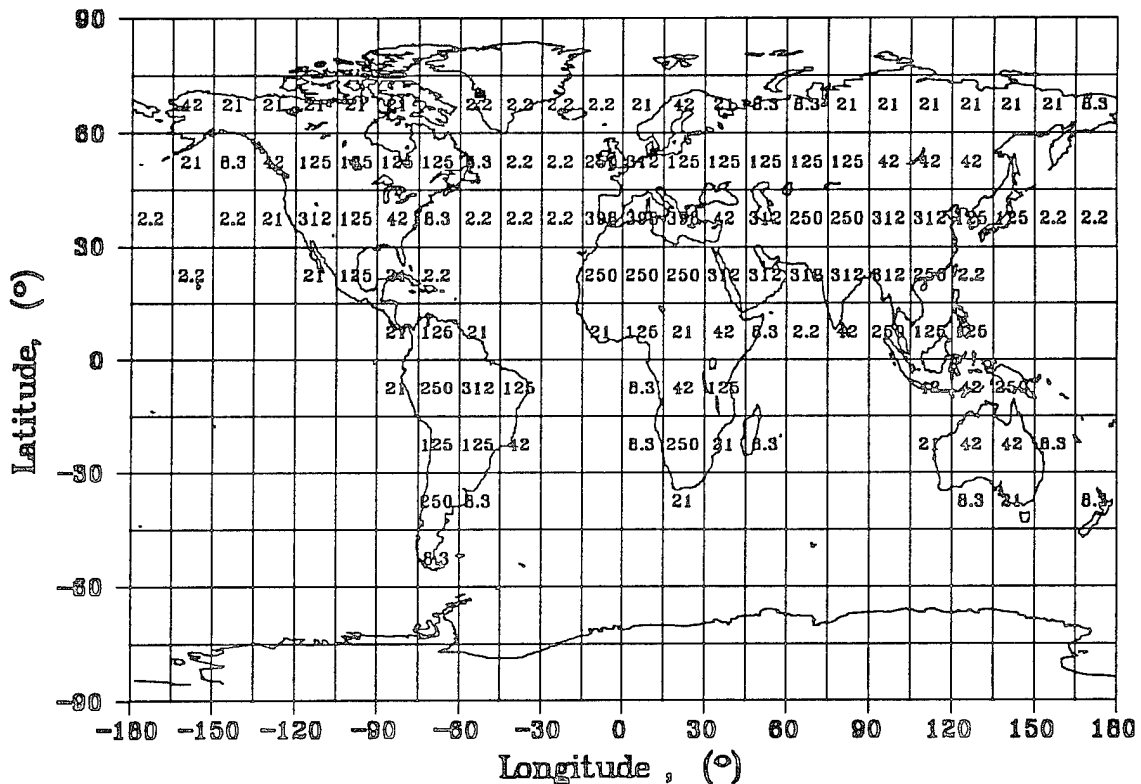 90
42 21 21 21 21 21 2.2 2.2 2.2 2.2 21 42 21 8.3 8.3 21 21 21 21 21 21 8.3
60
21 8.3 42 125 125 125 125 8.3 2.2 2.2 250 312 125 125 125 125 125 42 42 42
2.2 2.2 21 312 125 42 8.3 2.2 2.2 2.2 398 398 398 42 312 250 250 312 312 125 125 2.2 2.2
30
2.2 21 125 21 2.2 250 250 250 312 312 312 312 312 250 2.2
21 125 21 21 125 21 42 8.3 2.2 42 250 125 125
0
21 250 312 125 8.3 42 125 42 42 250
125 125 42 8.3 250 21 8.3 21 42 42 8.3
−30
250 8.3 21 8.3 21 8.3
8.3
−60
−90
Latitude, (°)
−180 −150 −120 −90 −60 −30 0 30 60 90 120 150 180
Longitude , (°)